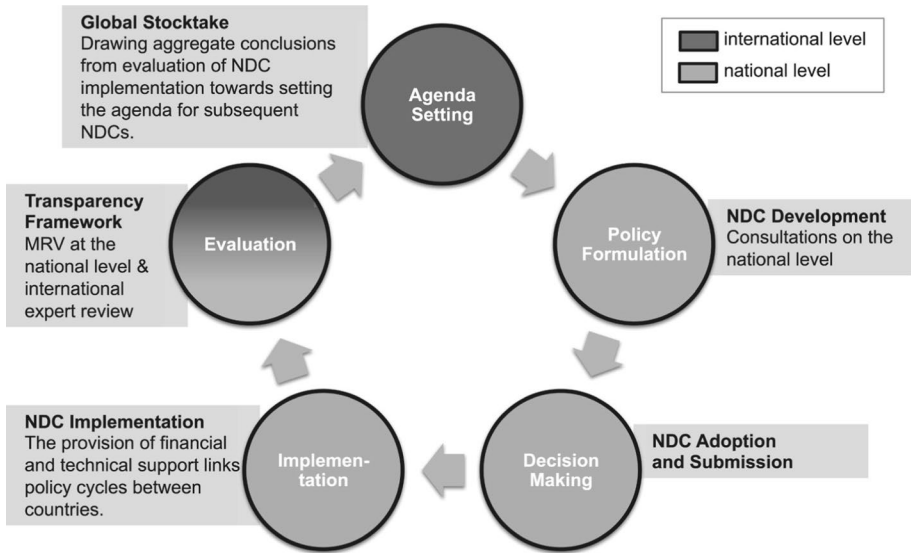 Global Stocktake
Drawing aggregate conclusions
from evaluation of NDC
implementation towards setting
the agenda for subsequent
NDCs.
Agenda
Setting
international level
national level
Transparency
Framework
MRV at the
national level &
international
expert review
Evaluation
Policy
Formulation
NDC Development
Consultations on the
national level
NDC Implementation
The provision of financial
and technical support links
policy cycles between
countries.
Implemen-
tation
Decision
Making
NDC Adoption
and Submission